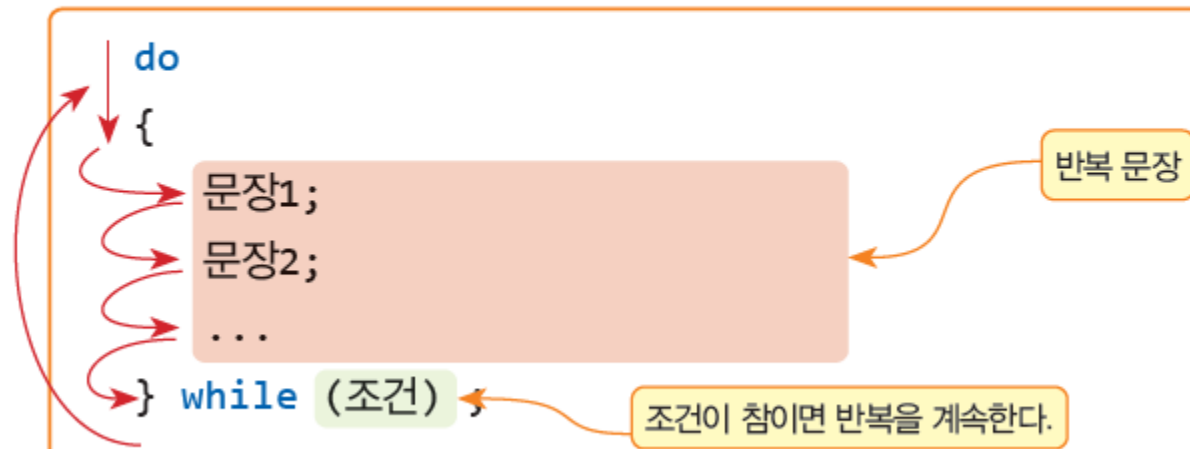 do
{
문장1;
문장2;
...
} while (조건) ;
반복 문장
조건이 참이면 반복을 계속한다.